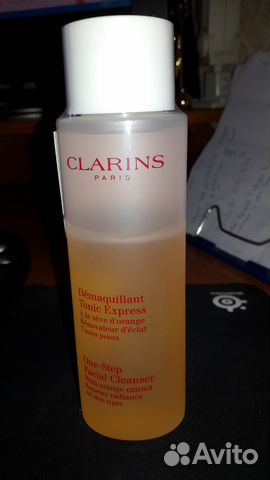 CLARINS
PARIS
Démaquillant
Tonic Express
A la sève d'orange
Rénovateur d'éclat
Toutes peaux
One-Step
Facial Cleanser
With orange extract
Renews radiance
All skin types
Avito